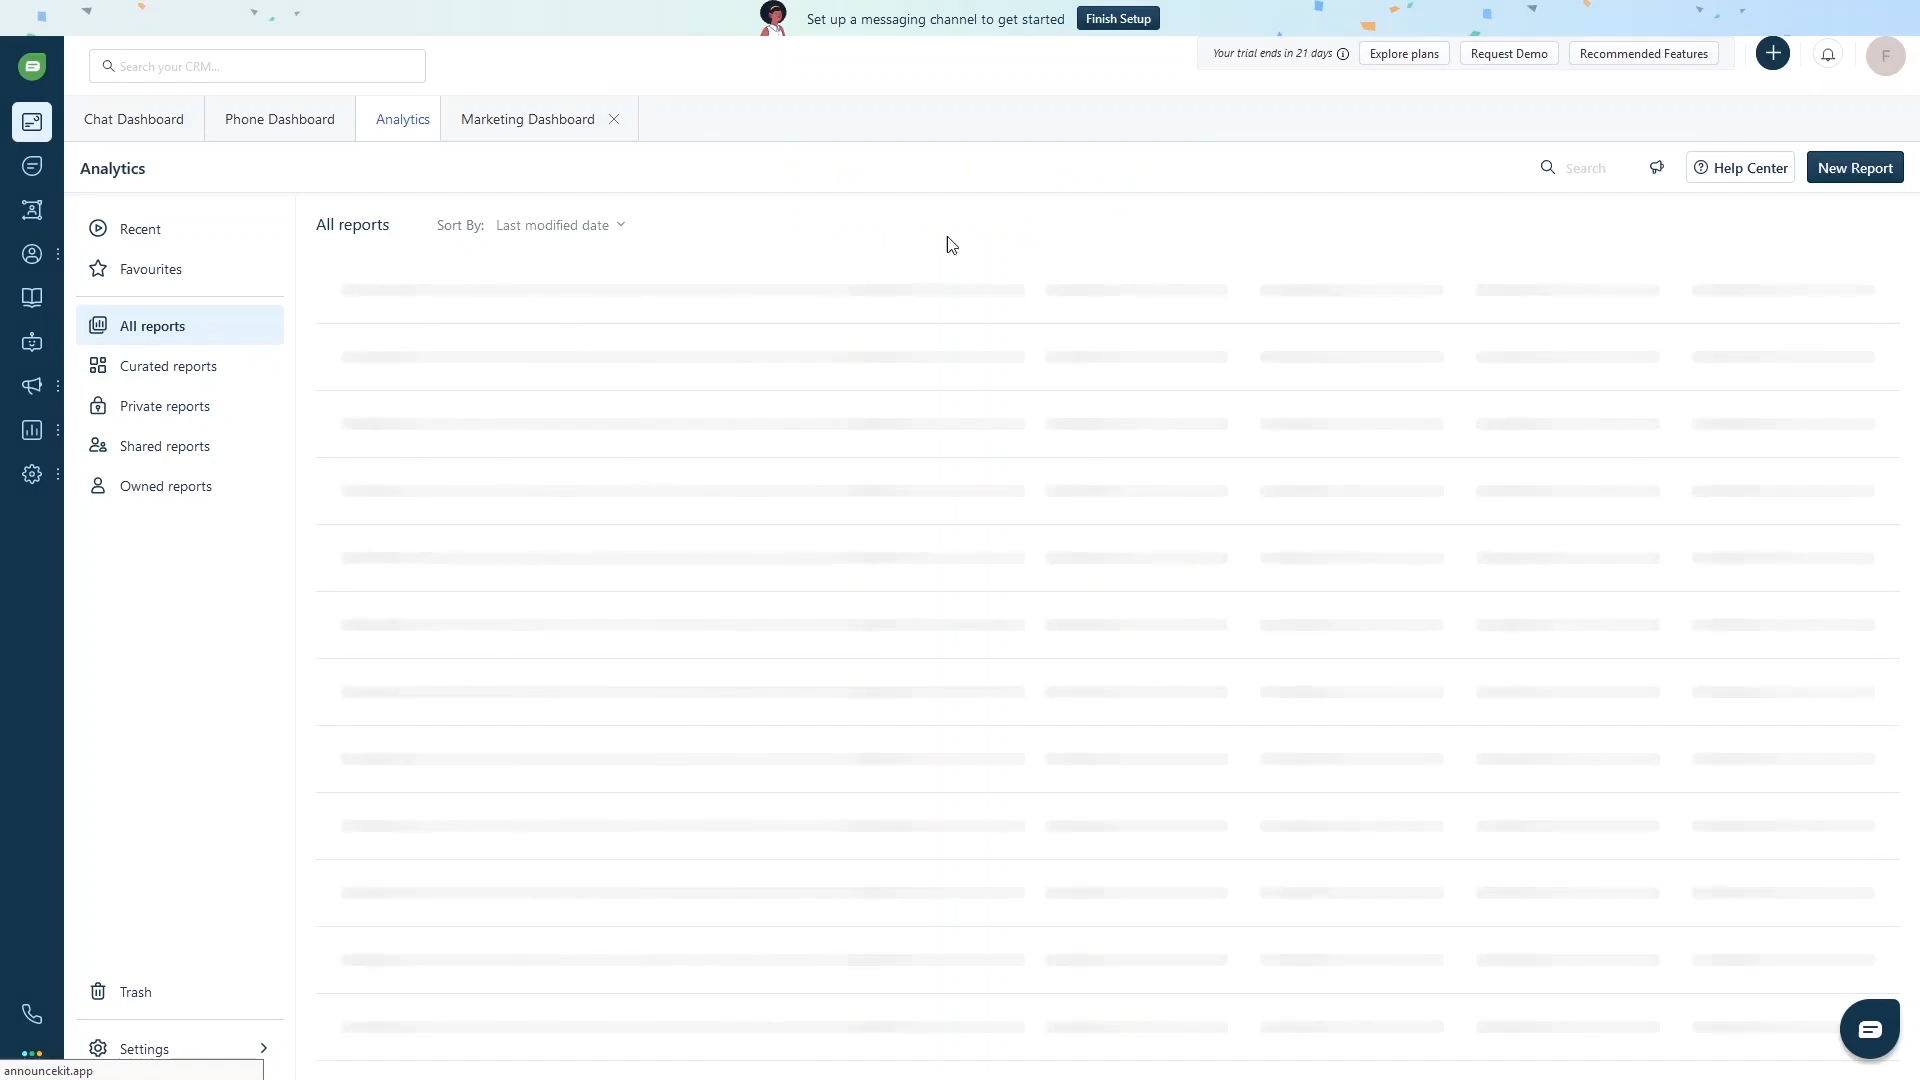 Set up a messaging channel to get started
Finish Setup
Search your CRM...
Your trial ends in 21 days
Explore plans
Request Demo
Recommended Features
F
Chat Dashboard
Phone Dashboard
Analytics
Marketing Dashboard
Analytics
Search
Help Center
New Report
Recent
Favourites
All reports
Curated reports
Private reports
Shared reports
Owned reports
All reports
Sort By: Last modified date
Trash
Settings
announcekit.app